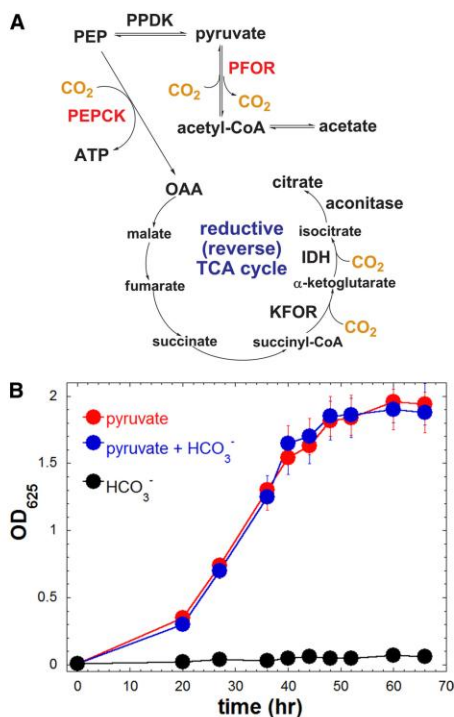 A
PEP PPDK pyruvate
CO2 PFOR
CO2 CO2
PEPCK
acetyl-CoA acetate
ATP
OAA citrate
aconitase
malate reductive isocitrate
(reverse) IDH
TCA cycle CO2
fumarate α-ketoglutarate
KFOR
succinate succinyl-CoA CO2
B
2
pyruvate
pyruvate + HCO3-
HCO3-
1.5
OD625
1
0.5
0
0 10 20 30 40 50 60 70
time (hr)